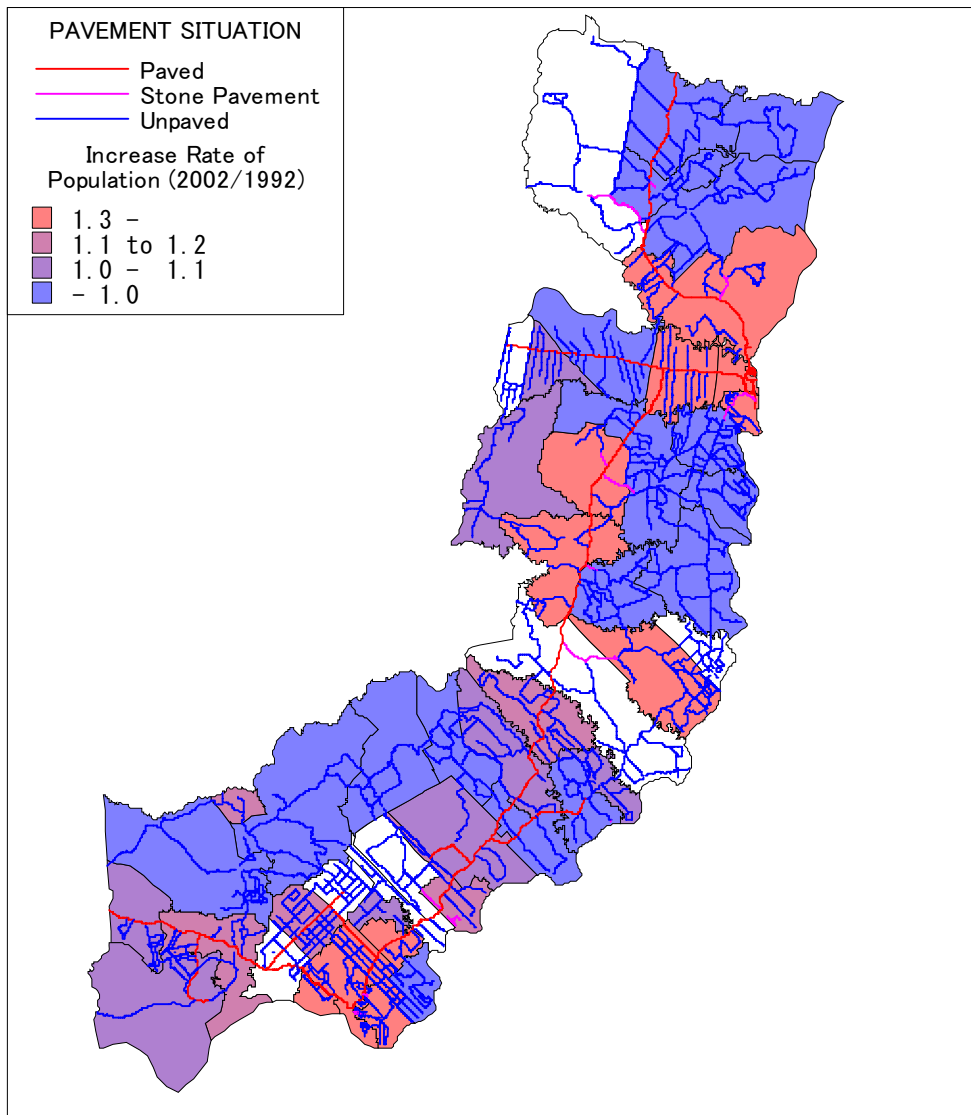 PAVEMENT SITUATION
Paved
Stone Pavement
Unpaved
Increase Rate of
Population (2002/1992)
1.3 -
1.1 to 1.2
1.0 - 1.1
- 1.0